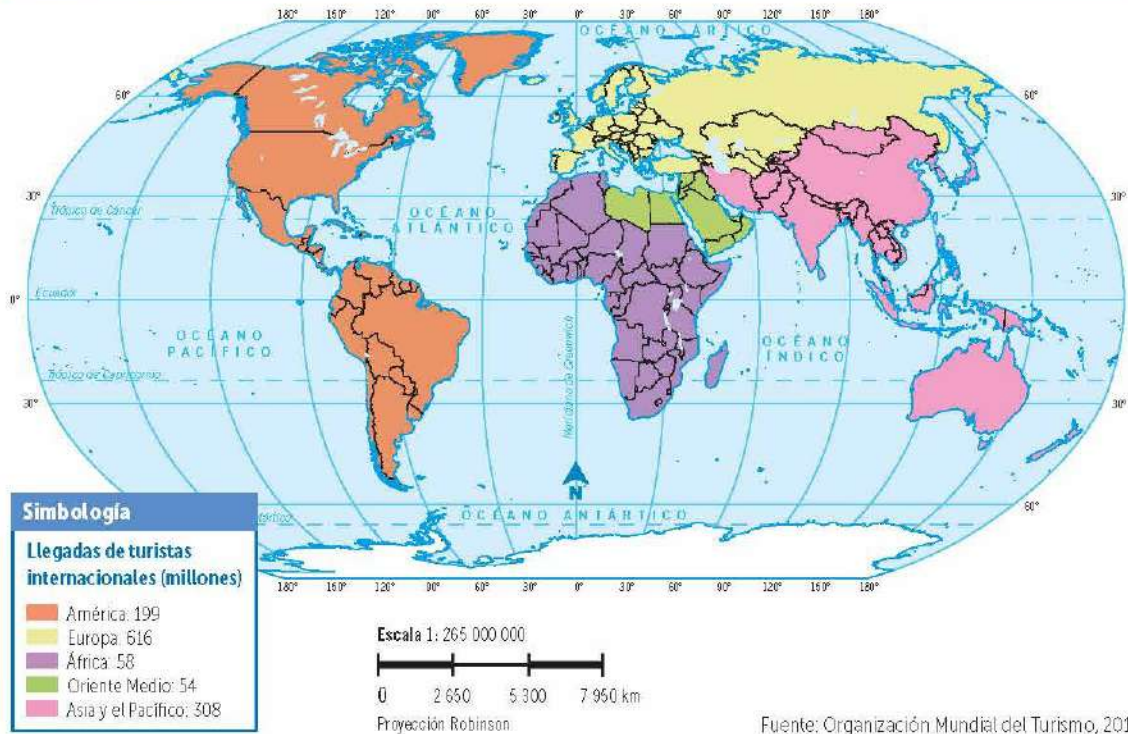 180° 150° 120° 90° 60° 30° 0° 30° 60° 90° 120° 150° 180°
OCÉANO ÁRTICO
60° 60°
30° 30°
Trópico de Cáncer
OCÉANO
ATLÁNTICO
Ecuador
0° 0°
OCÉANO
PACÍFICO
Meridiano de Greenwich
OCÉANO
ÍNDICO
Trópico de Capricornio
30° 30°
N
60°
OCÉANO ANTÁRTICO
180° 150° 120° 90° 60° 30° 0° 30° 60° 90° 120° 150° 180°
Simbología
Llegadas de turistas
internacionales (millones)
América: 199
Europa: 616
África: 58
Oriente Medio: 54
Asia y el Pacífico: 308
Escala 1: 265 000 000
0 2 650 5 300 7 950 km
Proyección Robinson
Fuente: Organización Mundial del Turismo, 201